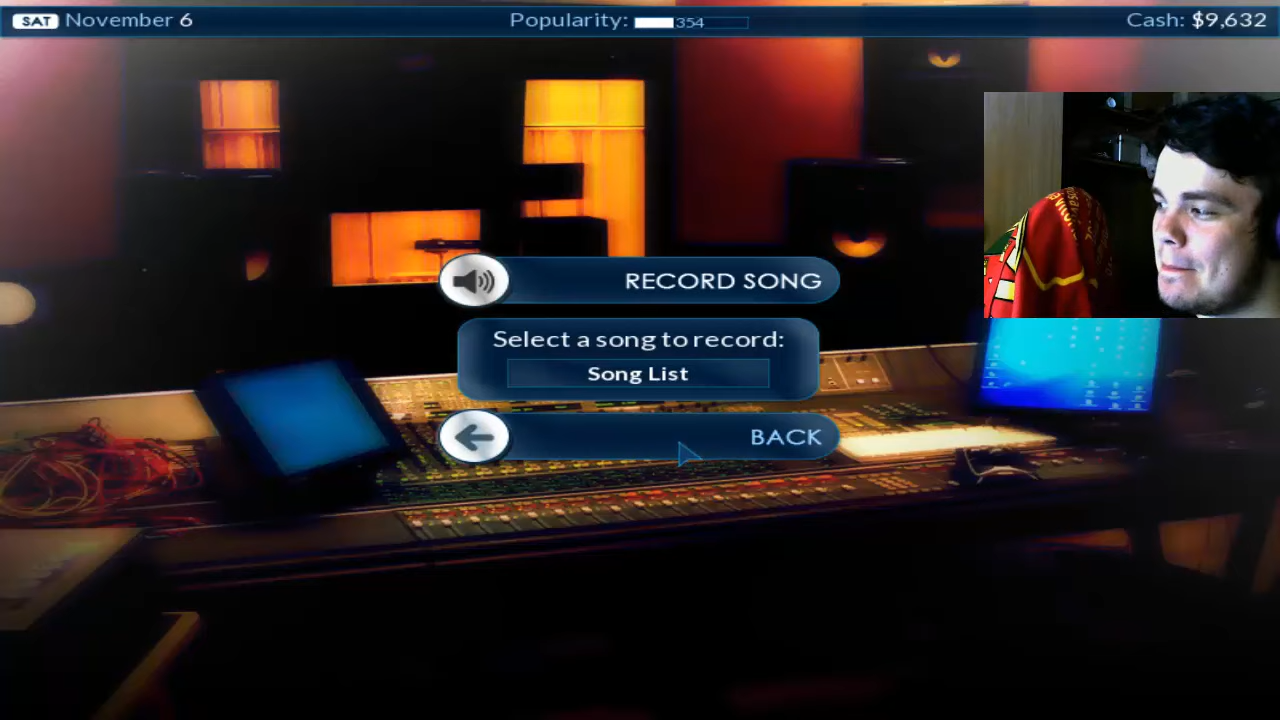 SAT November 6
Popularity: 354
Cash: $9,632
RECORD SONG
Select a song to record:
Song List
BACK